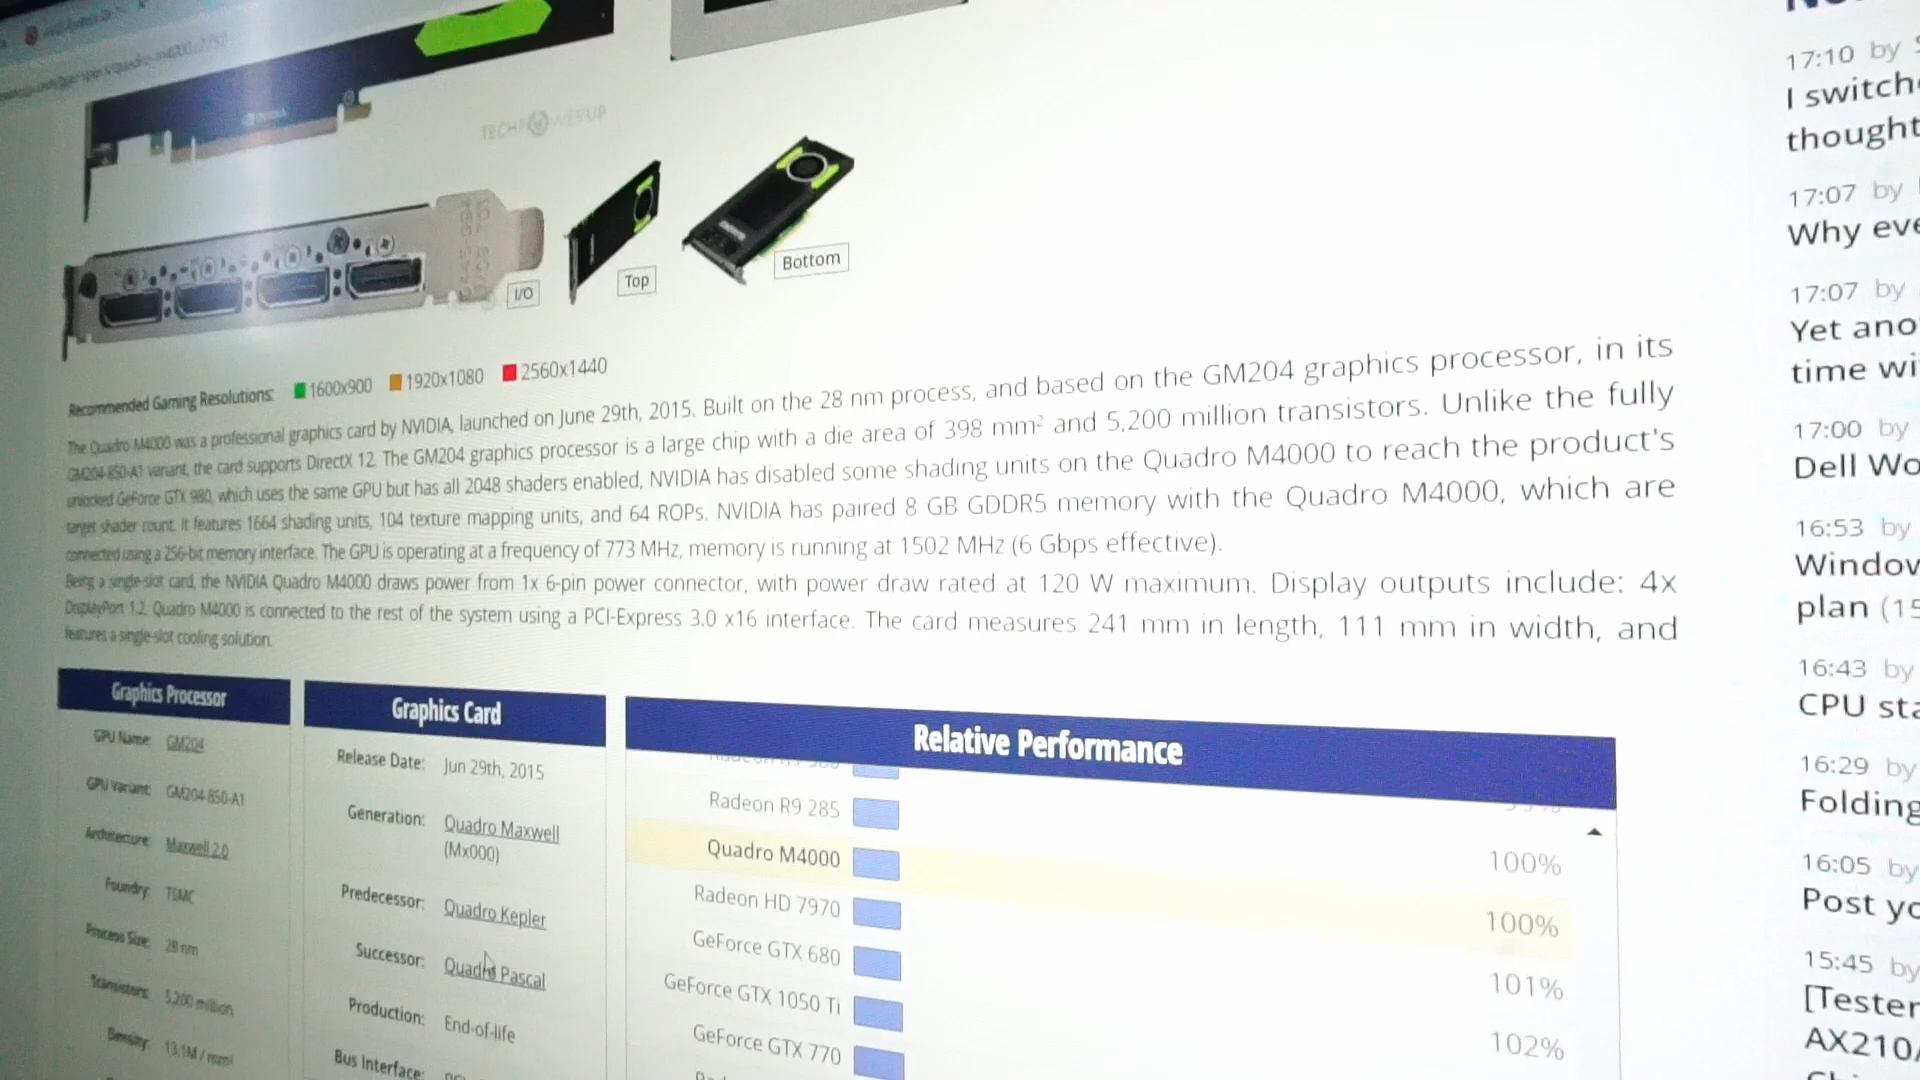 TECHPOWERUP
I/O
Top
Bottom
Recommended Gaming Resolutions: 1600x900 1920x1080 2560x1440
The Quadro M4000 was a professional graphics card by NVIDIA, launched on June 29th, 2015. Built on the 28 nm process, and based on the GM204 graphics processor, in its
GM204-850-A1 variant, the card supports DirectX 12. The GM204 graphics processor is a large chip with a die area of 398 mm² and 5,200 million transistors. Unlike the fully
unlocked GeForce GTX 980, which uses the same GPU but has all 2048 shaders enabled, NVIDIA has disabled some shading units on the Quadro M4000 to reach the product's
target shader count. It features 1664 shading units, 104 texture mapping units, and 64 ROPs. NVIDIA has paired 8 GB GDDR5 memory with the Quadro M4000, which are
connected using a 256-bit memory interface. The GPU is operating at a frequency of 773 MHz, memory is running at 1502 MHz (6 Gbps effective).
Being a single-slot card, the NVIDIA Quadro M4000 draws power from 1x 6-pin power connector, with power draw rated at 120 W maximum. Display outputs include: 4x
DisplayPort 1.2. Quadro M4000 is connected to the rest of the system using a PCI-Express 3.0 x16 interface. The card measures 241 mm in length, 111 mm in width, and
features a single-slot cooling solution.
Graphics Processor
GPU Name: GM204
GPU Variant: GM204-850-A1
Architecture: Maxwell 2.0
Foundry: TSMC
Process Size: 28 nm
Transistors: 5,200 million
Density: 13.1M / mm²
Graphics Card
Release Date: Jun 29th, 2015
Generation: Quadro Maxwell
(Mx000)
Predecessor: Quadro Kepler
Successor: Quadro Pascal
Production: End-of-life
Bus Interface:
Relative Performance
Radeon R9 285
100%
Quadro M4000
100%
Radeon HD 7970
101%
GeForce GTX 680
102%
GeForce GTX 1050 Ti
GeForce GTX 770
17:10 by
I switch
thought
17:07 by
Why eve
17:07 by
Yet ano
time wi
17:00 by
Dell Wo
16:53 by
Window
plan (15
16:43 by
CPU sta
16:29 by
Folding
16:05 by
Post yo
15:45 by
[Tester
AX210